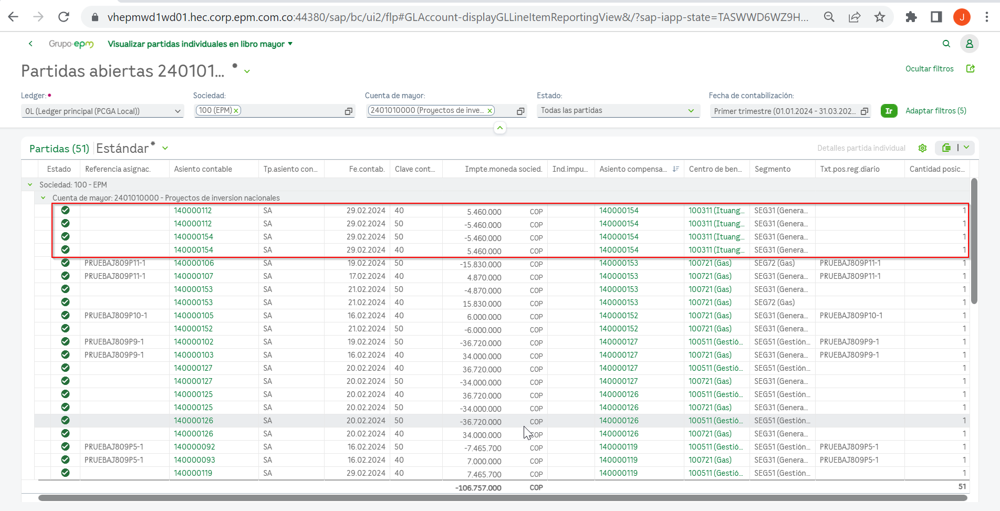 vhepmwd1wd01.hec.corp.epm.com.co:44380/sap/bc/ui2/flp#GLAccount-displayGLLineItemReportingView&/?sap-iapp-state=TASWWD6WZ9H... J
Grupo·epm Visualizar partidas individuales en libro mayor
Partidas abiertas 240101...
Ocultar filtros
Ledger: Sociedad: Cuenta de mayor: Estado: Fecha de contabilización:
0L (Ledger principal (PCGA Local)) 100 (EPM) 2401010000 (Proyectos de inve... Todas las partidas Primer trimestre (01.01.2024 - 31.03.202... Ir Adaptar filtros (5)
Partidas (51) Estándar* Detalles partida individual
Estado Referencia asignac. Asiento contable Tp.asiento con... Fe.contab. Clave cont... Impte.moneda socied. Ind.impu... Asiento compensa... Centro de ben... Segmento Txt.pos.reg.diario Cantidad posic...
Sociedad: 100 - EPM
Cuenta de mayor: 2401010000 - Proyectos de inversion nacionales
140000112 SA 29.02.2024 40 5.460.000 COP 140000154 100311 (Ituang... SEG31 (Genera... 1
140000112 SA 29.02.2024 50 -5.460.000 COP 140000154 100311 (Ituang... SEG31 (Genera... 1
140000154 SA 29.02.2024 50 -5.460.000 COP 140000154 100311 (Ituang... SEG31 (Genera... 1
140000154 SA 29.02.2024 40 5.460.000 COP 140000154 100311 (Ituang... SEG31 (Genera... 1
PRUEBAJ809P11-1 140000106 SA 19.02.2024 50 -15.830.000 COP 140000153 100721 (Gas) SEG72 (Gas) PRUEBAJ809P11-1 1
PRUEBAJ809P11-1 140000107 SA 17.02.2024 40 4.870.000 COP 140000153 100721 (Gas) SEG31 (Genera... PRUEBAJ809P11-1 1
140000153 SA 21.02.2024 50 -4.870.000 COP 140000153 100721 (Gas) SEG31 (Genera... 1
140000153 SA 21.02.2024 40 15.830.000 COP 140000153 100721 (Gas) SEG72 (Gas) 1
PRUEBAJ809P10-1 140000105 SA 16.02.2024 40 6.000.000 COP 140000152 100721 (Gas) SEG31 (Genera... PRUEBAJ809P10-1 1
140000152 SA 21.02.2024 50 -6.000.000 COP 140000152 100721 (Gas) SEG31 (Genera... 1
PRUEBAJ809P9-1 140000102 SA 19.02.2024 50 -36.720.000 COP 140000127 100511 (Gestió... SEG51 (Gestión... PRUEBAJ809P9-1 1
PRUEBAJ809P9-1 140000103 SA 16.02.2024 40 34.000.000 COP 140000127 100721 (Gas) SEG31 (Genera... PRUEBAJ809P9-1 1
140000127 SA 20.02.2024 40 36.720.000 COP 140000127 100511 (Gestió... SEG51 (Gestión... 1
140000127 SA 20.02.2024 50 -34.000.000 COP 140000127 100721 (Gas) SEG31 (Genera... 1
140000125 SA 20.02.2024 40 36.720.000 COP 140000126 100511 (Gestió... SEG51 (Gestión... 1
140000125 SA 20.02.2024 50 -34.000.000 COP 140000126 100721 (Gas) SEG31 (Genera... 1
140000126 SA 20.02.2024 50 -36.720.000 COP 140000126 100511 (Gestió... SEG51 (Gestión... 1
140000126 SA 20.02.2024 40 34.000.000 COP 140000126 100721 (Gas) SEG31 (Genera... 1
PRUEBAJ809P5-1 140000092 SA 16.02.2024 50 -7.465.700 COP 140000119 100511 (Gestió... SEG51 (Gestión... PRUEBAJ809P5-1 1
PRUEBAJ809P5-1 140000093 SA 16.02.2024 40 7.000.000 COP 140000119 100721 (Gas) SEG31 (Genera... PRUEBAJ809P5-1 1
140000119 SA 29.02.2024 40 7.465.700 COP 140000119 100511 (Gestió... SEG51 (Gestión... 1
-106.757.000 COP 51